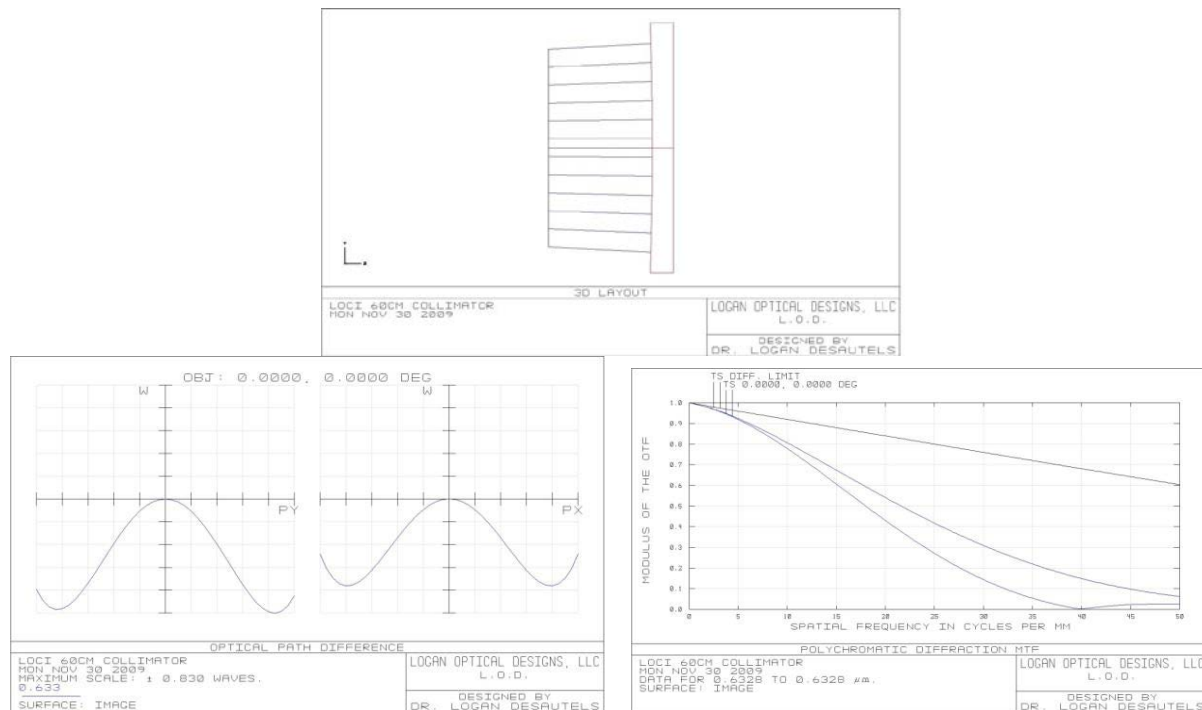 3D LAYOUT
LOCI 60CM COLLIMATOR
MON NOV 30 2009
LOGAN OPTICAL DESIGNS, LLC
L.O.D.
DESIGNED BY
DR. LOGAN DESAUTELS
OBJ: 0.0000, 0.0000 DEG
W
W
PY
PX
OPTICAL PATH DIFFERENCE
LOCI 60CM COLLIMATOR
MON NOV 30 2009
MAXIMUM SCALE: ± 0.830 WAVES.
0.633
SURFACE: IMAGE
LOGAN OPTICAL DESIGNS, LLC
L.O.D.
DESIGNED BY
DR. LOGAN DESAUTELS
TS DIFF. LIMIT
TS 0.0000, 0.0000 DEG
MODULUS OF THE OTF
1.0
0.9
0.8
0.7
0.6
0.5
0.4
0.3
0.2
0.1
0.0
0 5 10 15 20 25 30 35 40 45 50
SPATIAL FREQUENCY IN CYCLES PER MM
POLYCHROMATIC DIFFRACTION MTF
LOCI 60CM COLLIMATOR
MON NOV 30 2009
DATA FOR 0.6328 TO 0.6328 µm.
SURFACE: IMAGE
LOGAN OPTICAL DESIGNS, LLC
L.O.D.
DESIGNED BY
DR. LOGAN DESAUTELS